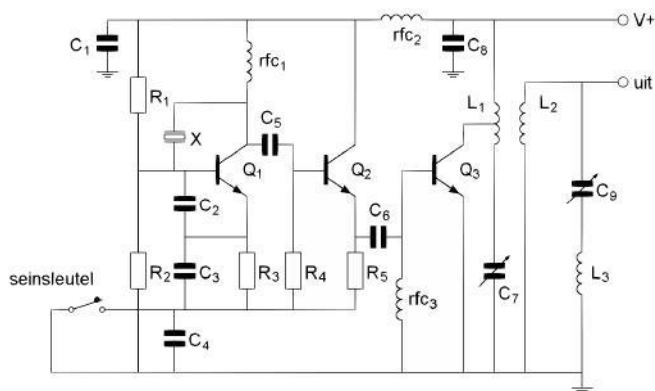 C1
rfc1
rfc2
C8
V+
uit
R1
X
C5
L1
L2
Q1
Q2
Q3
C9
C2
C6
R2
C3
R3
R4
R5
rfc3
C7
L3
seinsleutel
C4